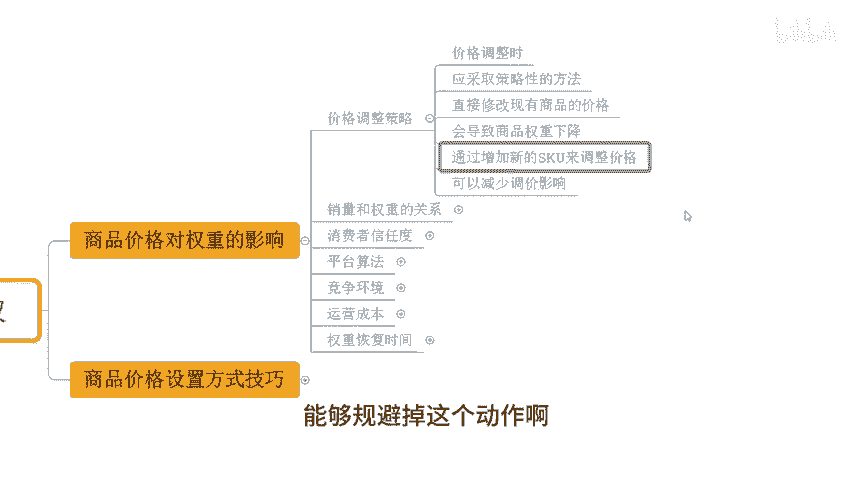 价格调整时
应采取策略性的方法
价格调整策略
直接修改现有商品的价格
会导致商品权重下降
通过增加新的SKU来调整价格
可以减少调价影响
销量和权重的关系
商品价格对权重的影响
消费者信任度
平台算法
竞争环境
运营成本
权重恢复时间
商品价格设置方式技巧
能够规避掉这个动作啊